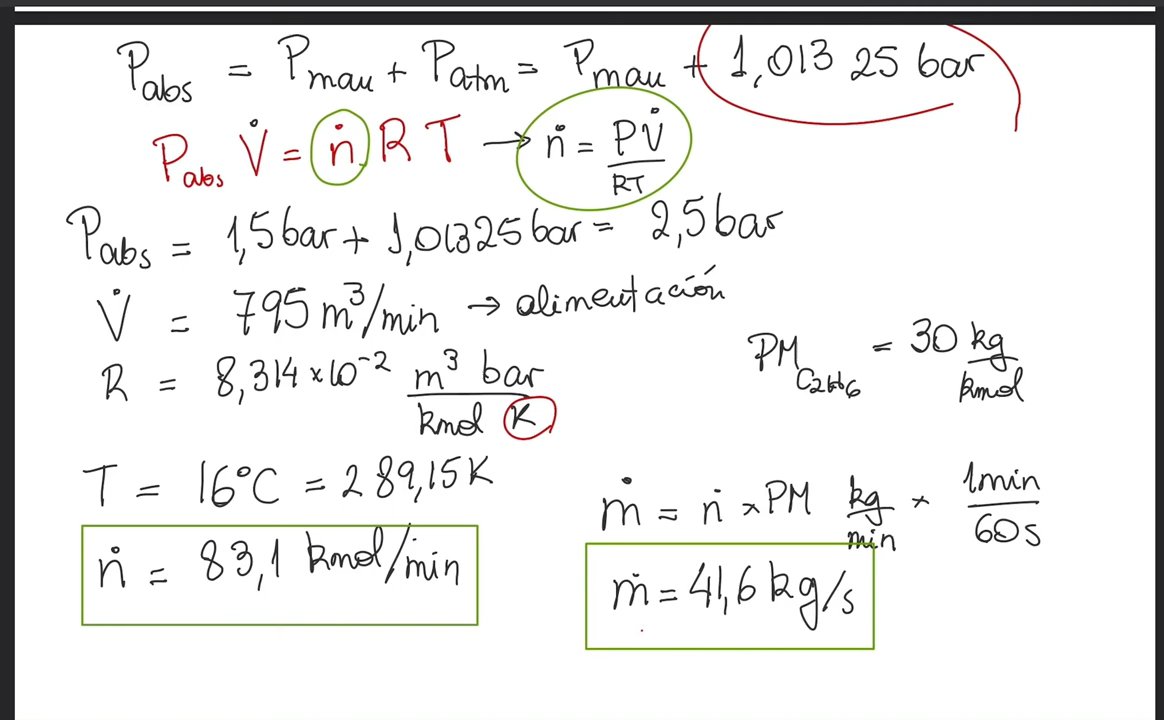 Pabs = Pman + Patm = Pman + 1,013 25 bar
Pabs V̇ = ṅ R T → ṅ = PV̇/RT
Pabs = 1,5 bar + 1,01325 bar = 2,5 bar
V̇ = 795 m³/min → alimentación
PM C2H6 = 30 kg/kmol
R = 8,314 × 10⁻² m³ bar/kmol K
T = 16°C = 289,15 K
ṁ = ṅ × PM kg/min × 1min/60s
ṅ = 83,1 kmol/min
ṁ = 41,6 kg/s